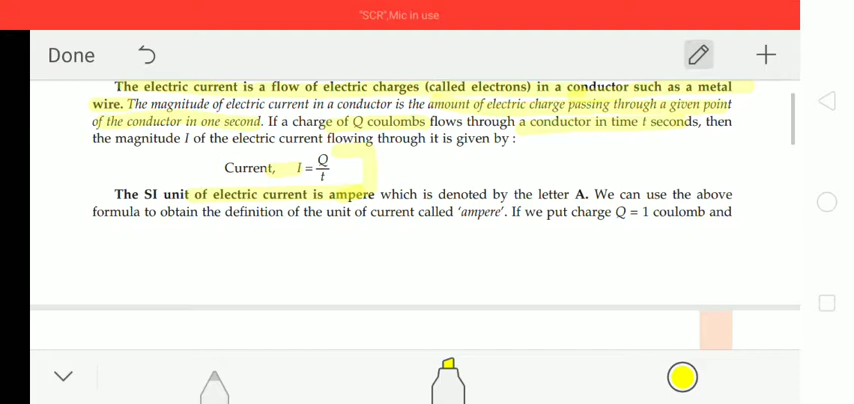 "SCR",Mic in use
Done
The electric current is a flow of electric charges (called electrons) in a conductor such as a metal
wire. The magnitude of electric current in a conductor is the amount of electric charge passing through a given point
of the conductor in one second. If a charge of Q coulombs flows through a conductor in time t seconds, then
the magnitude I of the electric current flowing through it is given by :
Current, I = Q/t
The SI unit of electric current is ampere which is denoted by the letter A. We can use the above
formula to obtain the definition of the unit of current called 'ampere'. If we put charge Q = 1 coulomb and